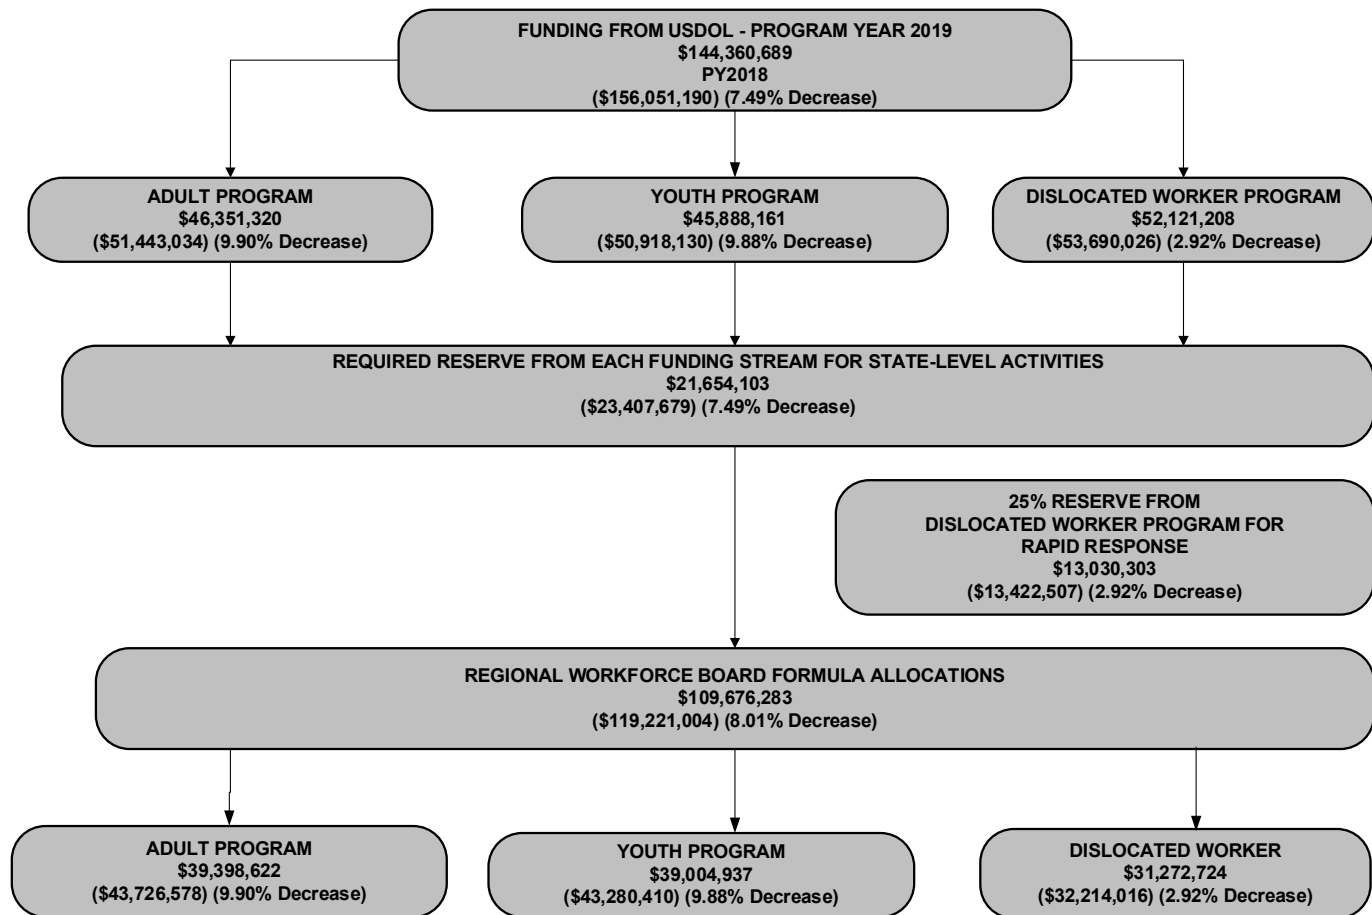 FUNDING FROM USDOL - PROGRAM YEAR 2019
$144,360,689
PY2018
($156,051,190) (7.49% Decrease)
ADULT PROGRAM
$46,351,320
($51,443,034) (9.90% Decrease)
YOUTH PROGRAM
$45,888,161
($50,918,130) (9.88% Decrease)
DISLOCATED WORKER PROGRAM
$52,121,208
($53,690,026) (2.92% Decrease)
REQUIRED RESERVE FROM EACH FUNDING STREAM FOR STATE-LEVEL ACTIVITIES
$21,654,103
($23,407,679) (7.49% Decrease)
25% RESERVE FROM
DISLOCATED WORKER PROGRAM FOR
RAPID RESPONSE
$13,030,303
($13,422,507) (2.92% Decrease)
REGIONAL WORKFORCE BOARD FORMULA ALLOCATIONS
$109,676,283
($119,221,004) (8.01% Decrease)
ADULT PROGRAM
$39,398,622
($43,726,578) (9.90% Decrease)
YOUTH PROGRAM
$39,004,937
($43,280,410) (9.88% Decrease)
DISLOCATED WORKER
$31,272,724
($32,214,016) (2.92% Decrease)